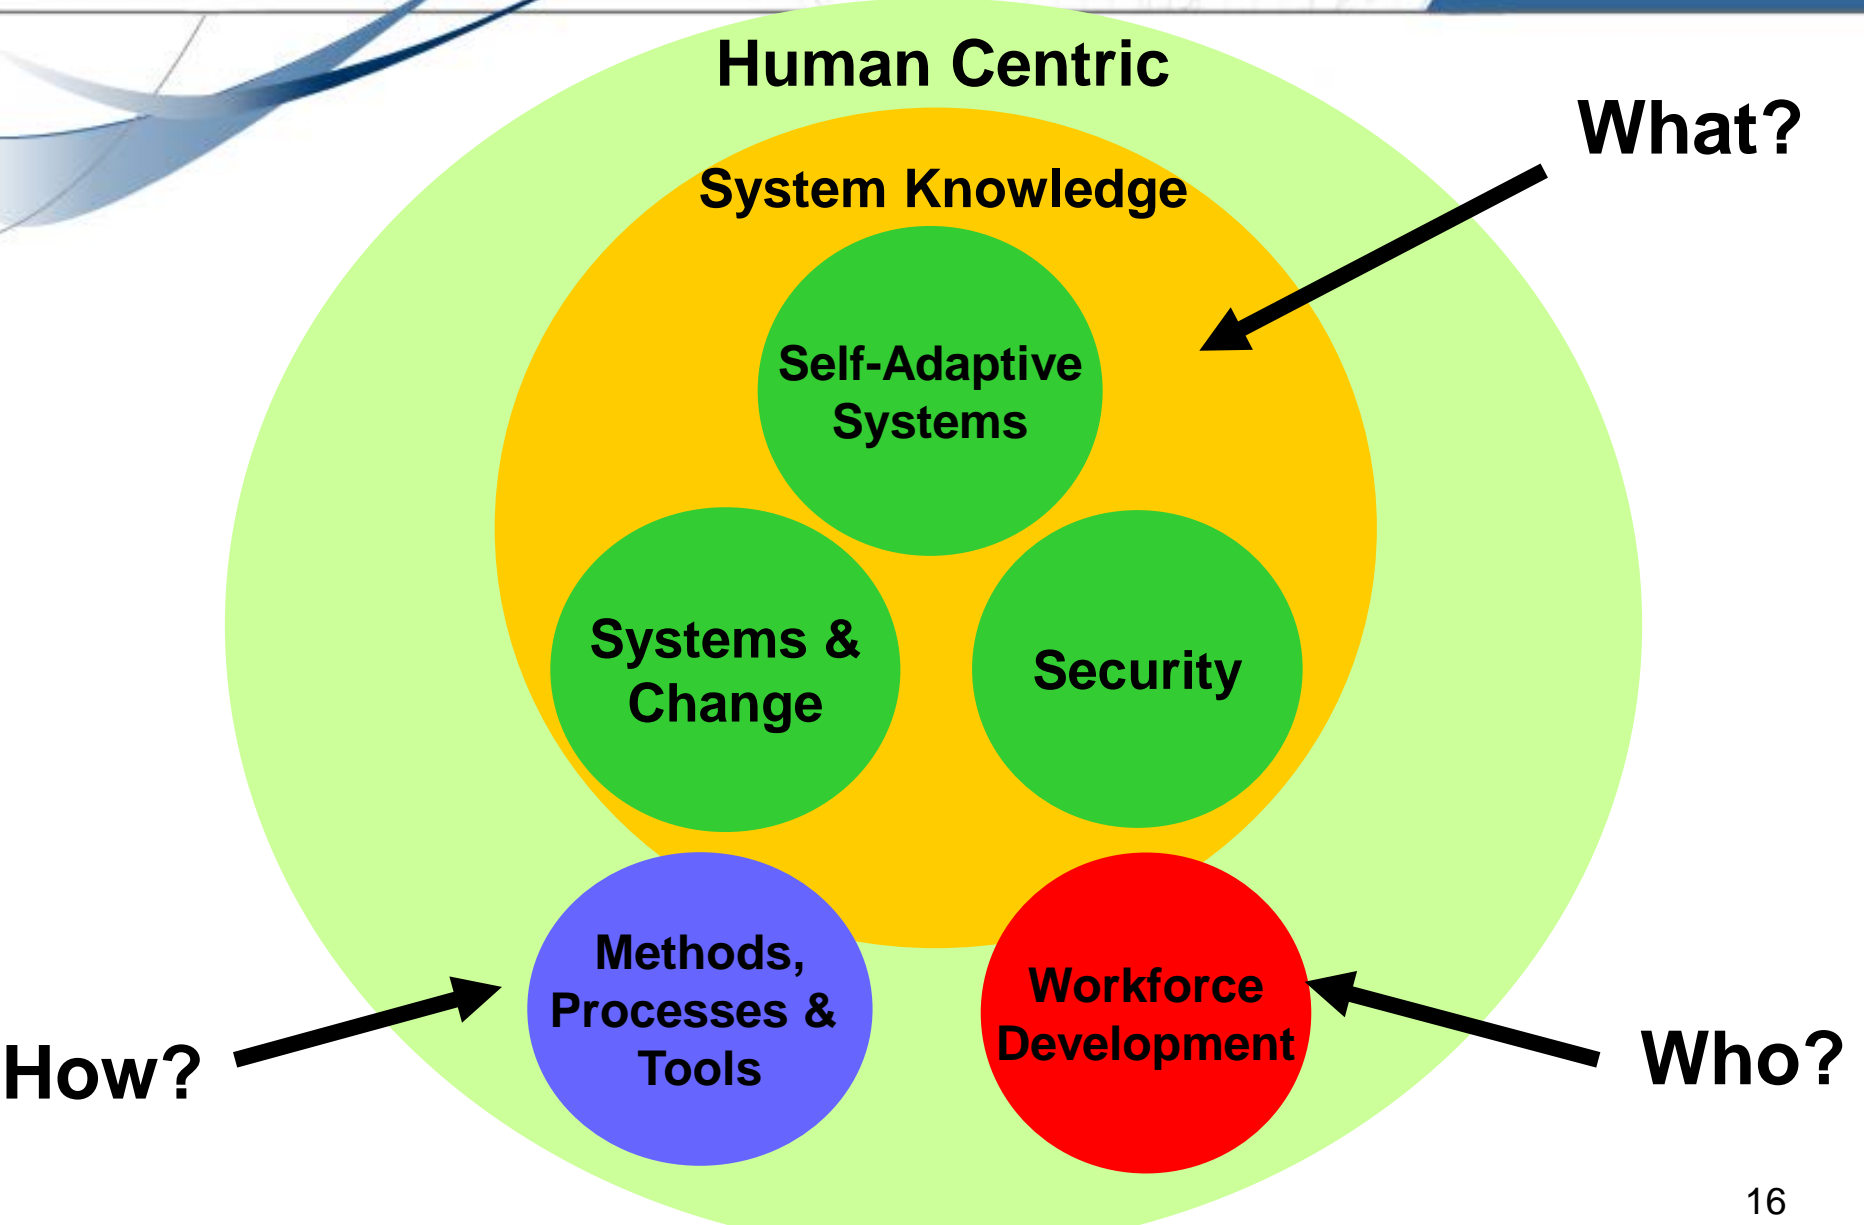 Human Centric
What?
System Knowledge
Self-Adaptive
Systems
Systems &
Change
Security
Methods,
Processes &
Tools
Workforce
Development
How?
Who?
16